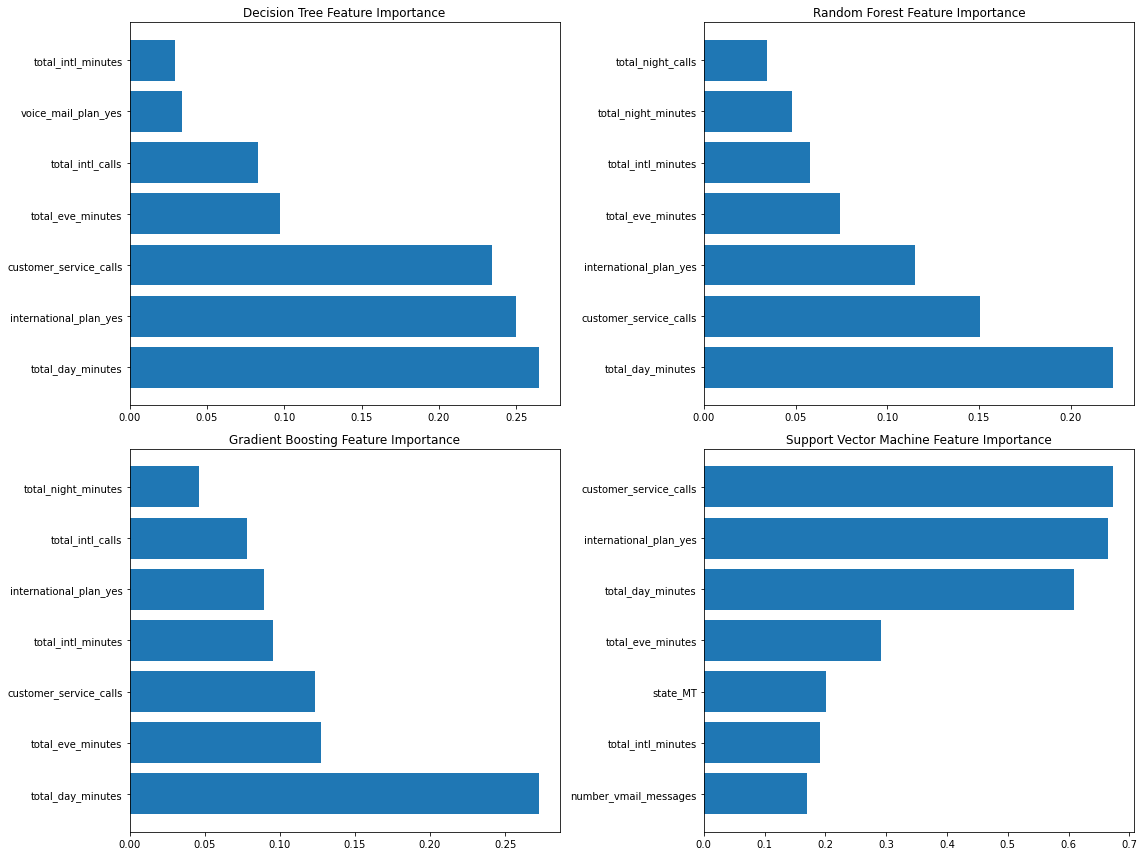 Decision Tree Feature Importance
total_intl_minutes
voice_mail_plan_yes
total_intl_calls
total_eve_minutes
customer_service_calls
international_plan_yes
total_day_minutes
0.00 0.05 0.10 0.15 0.20 0.25
Random Forest Feature Importance
total_night_calls
total_night_minutes
total_intl_minutes
total_eve_minutes
international_plan_yes
customer_service_calls
total_day_minutes
0.00 0.05 0.10 0.15 0.20
Gradient Boosting Feature Importance
total_night_minutes
total_intl_calls
international_plan_yes
total_intl_minutes
customer_service_calls
total_eve_minutes
total_day_minutes
0.00 0.05 0.10 0.15 0.20 0.25
Support Vector Machine Feature Importance
customer_service_calls
international_plan_yes
total_day_minutes
total_eve_minutes
state_MT
total_intl_minutes
number_vmail_messages
0.0 0.1 0.2 0.3 0.4 0.5 0.6 0.7